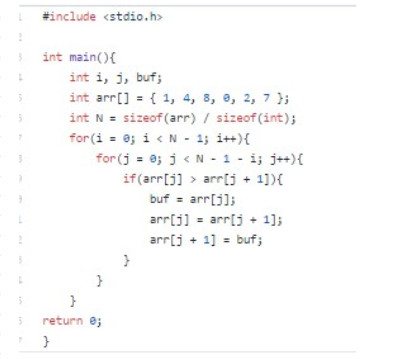 #include <stdio.h>
int main(){
int i, j, buf;
int arr[] = { 1, 4, 8, 0, 2, 7 };
int N = sizeof(arr) / sizeof(int);
for(i = 0; i < N - 1; i++){
for(j = 0; j < N - 1 - i; j++){
if(arr[j] > arr[j + 1]){
buf = arr[j];
arr[j] = arr[j + 1];
arr[j + 1] = buf;
}
}
}
return 0;
}